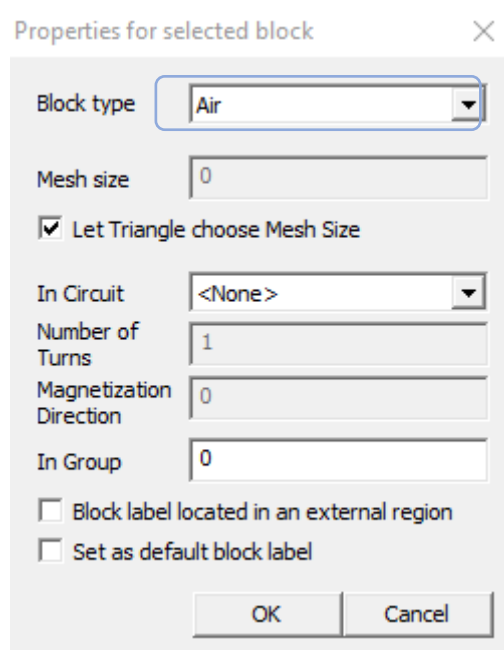 Properties for selected block
Block type
Air
Mesh size
0
Let Triangle choose Mesh Size
In Circuit
<None>
Number of
Turns
1
Magnetization
Direction
0
In Group
0
Block label located in an external region
Set as default block label
OK
Cancel